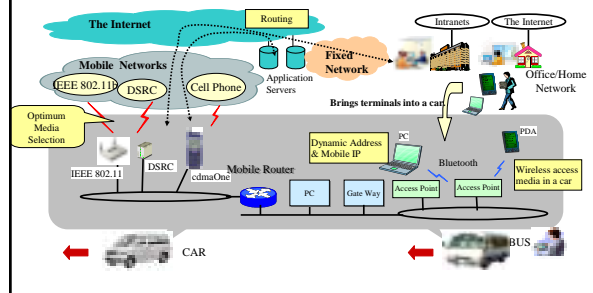 The Internet
Routing
Intranets
The Internet
Mobile Networks
IEEE 802.11b
DSRC
Cell Phone
Application
Servers
Fixed
Network
Office/Home
Network
Optimum
Media
Selection
Brings terminals into a car.
IEEE 802.11
DSRC
cdmaOne
Dynamic Address
& Mobile IP
PC
PDA
Bluetooth
Wireless access
media in a car
Mobile Router
PC
Gate Way
Access Point
Access Point
CAR
BUS